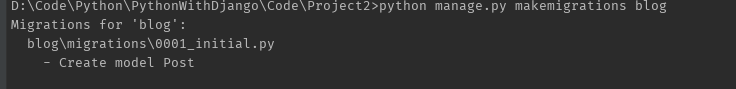 D:\Code\Python\PythonWithDjango\Code\Project2>python manage.py makemigrations blog
Migrations for 'blog':
  blog\migrations\0001_initial.py
    - Create model Post